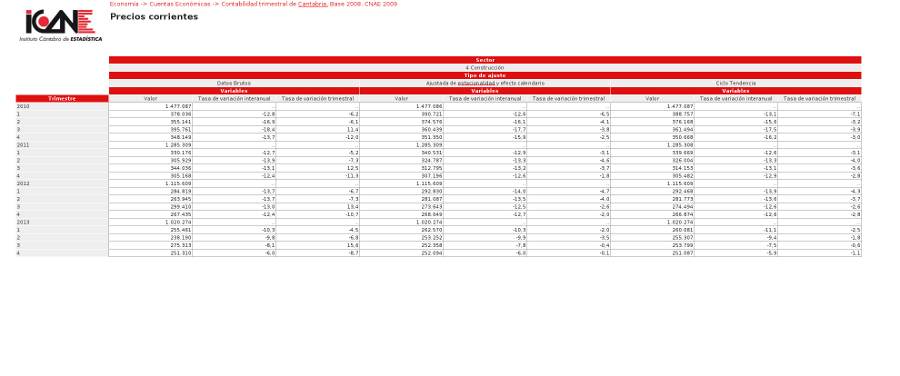 Economía -> Cuentas Económicas -> Contabilidad trimestral de Cantabria, Base 2008. CNAE 2009
Precios corrientes
ICANE
Instituto Cántabro de ESTADÍSTICA
Sector
4 Construcción
Tipo de ajuste
Datos Brutos Ajustada de estacionalidad y efecto calendario Ciclo Tendencia
Variables Variables Variables
Trimestre Valor Tasa de variación interanual Tasa de variación trimestral Valor Tasa de variación interanual Tasa de variación trimestral Valor Tasa de variación interanual Tasa de variación trimestral
2010 1.477.087 .. .. 1.477.086 .. .. 1.477.087 .. ..
1 378.036 -12,8 -6,2 390.721 -12,6 -6,5 388.757 -13,1 -7,1
2 355.141 -16,8 -6,1 374.576 -16,1 -4,1 376.168 -15,6 -3,2
3 395.761 -18,4 11,4 360.439 -17,7 -3,8 361.494 -17,5 -3,9
4 348.149 -13,7 -12,0 351.350 -15,9 -2,5 350.668 -16,2 -3,0
2011 1.285.309 .. .. 1.285.309 .. .. 1.285.308 .. ..
1 330.176 -12,7 -5,2 340.531 -12,8 -3,1 339.669 -12,6 -3,1
2 305.929 -13,9 -7,3 324.787 -13,3 -4,6 326.004 -13,3 -4,0
3 344.036 -13,1 12,5 312.795 -13,2 -3,7 314.153 -13,1 -3,6
4 305.168 -12,4 -11,3 307.196 -12,6 -1,8 305.482 -12,9 -2,8
2012 1.115.609 .. .. 1.115.609 .. .. 1.115.609 .. ..
1 284.819 -13,7 -6,7 292.800 -14,0 -4,7 292.468 -13,9 -4,3
2 263.945 -13,7 -7,3 281.087 -13,5 -4,0 281.773 -13,6 -3,7
3 299.410 -13,0 13,4 273.643 -12,5 -2,6 274.494 -12,6 -2,6
4 267.435 -12,4 -10,7 268.049 -12,7 -2,0 266.874 -12,6 -2,8
2013 1.020.274 .. .. 1.020.274 .. .. 1.020.274 .. ..
1 255.461 -10,3 -4,5 262.570 -10,3 -2,0 260.081 -11,1 -2,5
2 238.190 -9,8 -6,8 253.252 -9,9 -3,5 255.307 -9,4 -1,8
3 275.313 -8,1 15,6 252.358 -7,8 -0,4 253.799 -7,5 -0,6
4 251.310 -6,0 -8,7 252.094 -6,0 -0,1 251.087 -5,9 -1,1